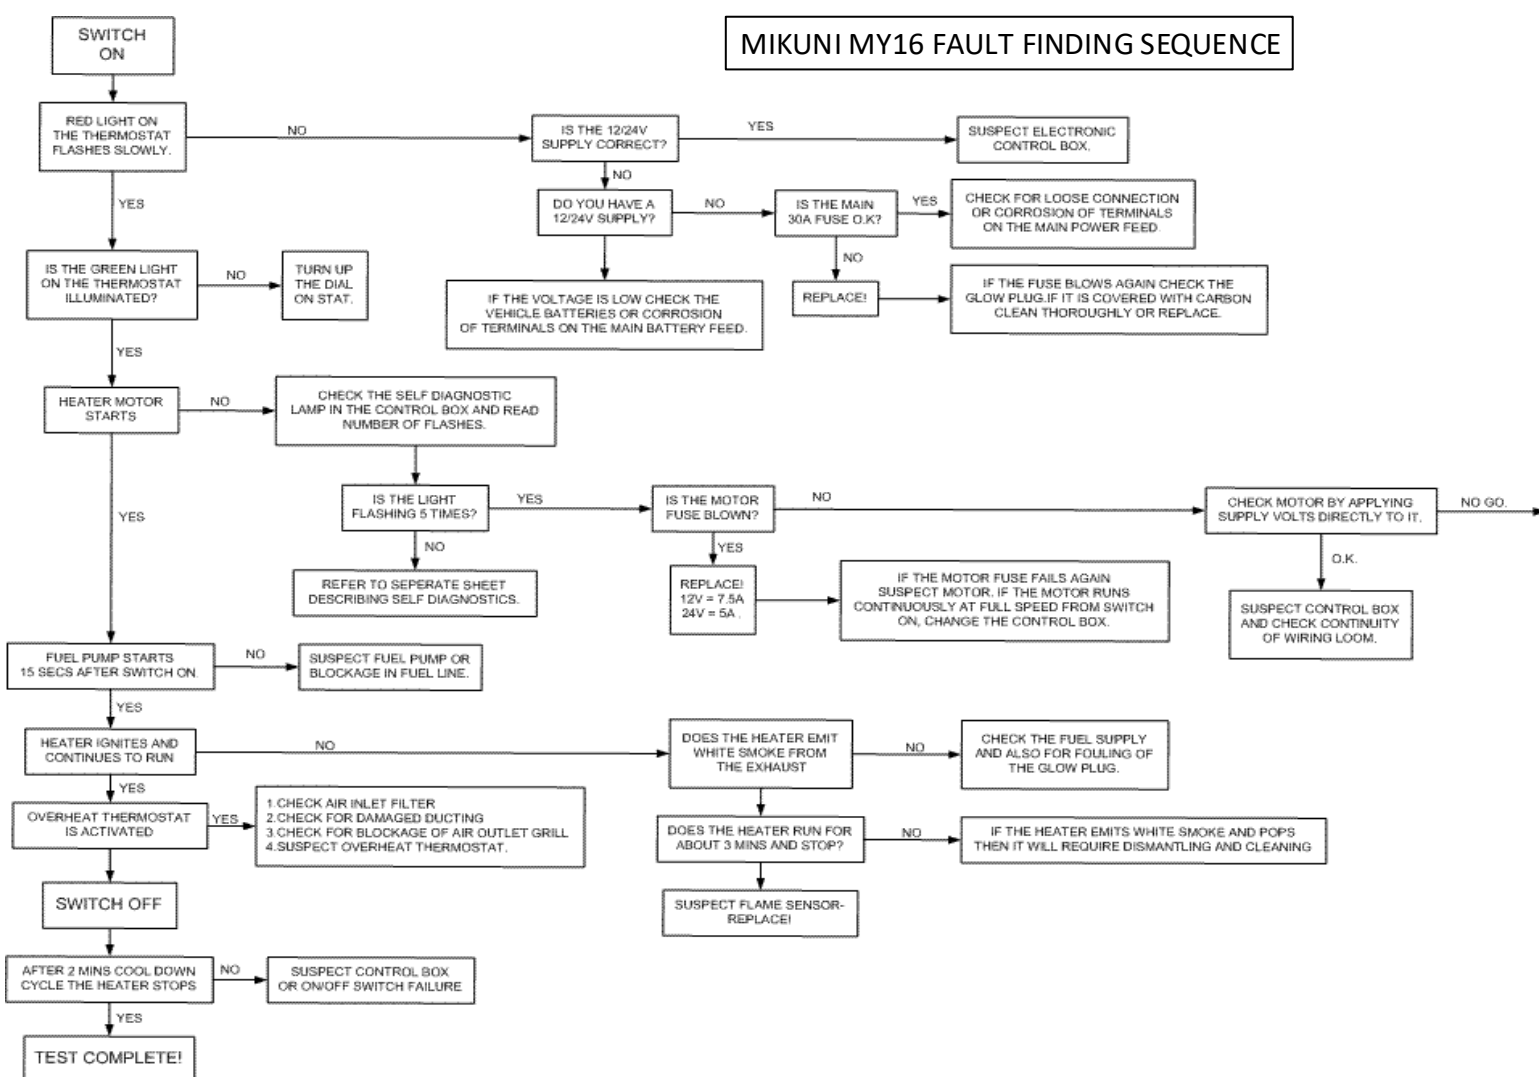 MIKUNI MY16 FAULT FINDING SEQUENCE
SWITCH
ON
RED LIGHT ON
THE THERMOSTAT
FLASHES SLOWLY.
NO
IS THE 12/24V
SUPPLY CORRECT?
YES
SUSPECT ELECTRONIC
CONTROL BOX.
NO
DO YOU HAVE A
12/24V SUPPLY?
NO
IS THE MAIN
30A FUSE O.K?
YES
CHECK FOR LOOSE CONNECTION
OR CORROSION OF TERMINALS
ON THE MAIN POWER FEED.
YES
IS THE GREEN LIGHT
ON THE THERMOSTAT
ILLUMINATED?
NO
TURN UP
THE DIAL
ON STAT.
NO
IF THE VOLTAGE IS LOW CHECK THE
VEHICLE BATTERIES OR CORROSION
OF TERMINALS ON THE MAIN BATTERY FEED.
REPLACE!
IF THE FUSE BLOWS AGAIN CHECK THE
GLOW PLUG.IF IT IS COVERED WITH CARBON
CLEAN THOROUGHLY OR REPLACE.
YES
HEATER MOTOR
STARTS
NO
CHECK THE SELF DIAGNOSTIC
LAMP IN THE CONTROL BOX AND READ
NUMBER OF FLASHES.
IS THE LIGHT
FLASHING 5 TIMES?
YES
IS THE MOTOR
FUSE BLOWN?
NO
CHECK MOTOR BY APPLYING
SUPPLY VOLTS DIRECTLY TO IT.
NO GO.
YES
NO
REFER TO SEPERATE SHEET
DESCRIBING SELF DIAGNOSTICS.
YES
REPLACE!
12V = 7.5A
24V = 5A .
IF THE MOTOR FUSE FAILS AGAIN
SUSPECT MOTOR. IF THE MOTOR RUNS
CONTINUOUSLY AT FULL SPEED FROM SWITCH
ON, CHANGE THE CONTROL BOX.
O.K.
SUSPECT CONTROL BOX
AND CHECK CONTINUITY
OF WIRING LOOM.
FUEL PUMP STARTS
15 SECS AFTER SWITCH ON.
NO
SUSPECT FUEL PUMP OR
BLOCKAGE IN FUEL LINE.
YES
HEATER IGNITES AND
CONTINUES TO RUN
NO
DOES THE HEATER EMIT
WHITE SMOKE FROM
THE EXHAUST
NO
CHECK THE FUEL SUPPLY
AND ALSO FOR FOULING OF
THE GLOW PLUG.
YES
OVERHEAT THERMOSTAT
IS ACTIVATED
YES
1.CHECK AIR INLET FILTER
2.CHECK FOR DAMAGED DUCTING
3.CHECK FOR BLOCKAGE OF AIR OUTLET GRILL
4.SUSPECT OVERHEAT THERMOSTAT.
DOES THE HEATER RUN FOR
ABOUT 3 MINS AND STOP?
NO
IF THE HEATER EMITS WHITE SMOKE AND POPS
THEN IT WILL REQUIRE DISMANTLING AND CLEANING
SWITCH OFF
SUSPECT FLAME SENSOR-
REPLACE!
AFTER 2 MINS COOL DOWN
CYCLE THE HEATER STOPS
NO
SUSPECT CONTROL BOX
OR ON/OFF SWITCH FAILURE
YES
TEST COMPLETE!